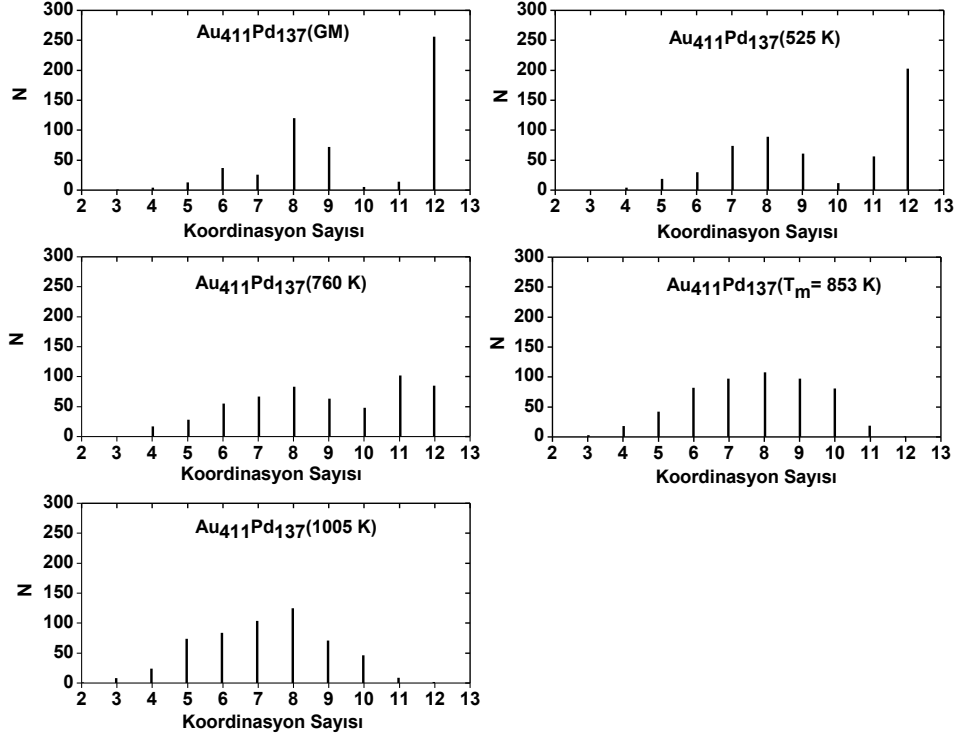 Au411Pd137(GM)
N
300
250
200
150
100
50
0
2 3 4 5 6 7 8 9 10 11 12 13
Koordinasyon Sayısı
Au411Pd137(525 K)
N
300
250
200
150
100
50
0
2 3 4 5 6 7 8 9 10 11 12 13
Koordinasyon Sayısı
Au411Pd137(760 K)
N
300
250
200
150
100
50
0
2 3 4 5 6 7 8 9 10 11 12 13
Koordinasyon Sayısı
Au411Pd137(Tm= 853 K)
N
300
250
200
150
100
50
0
2 3 4 5 6 7 8 9 10 11 12 13
Koordinasyon Sayısı
Au411Pd137(1005 K)
N
300
250
200
150
100
50
0
2 3 4 5 6 7 8 9 10 11 12 13
Koordinasyon Sayısı